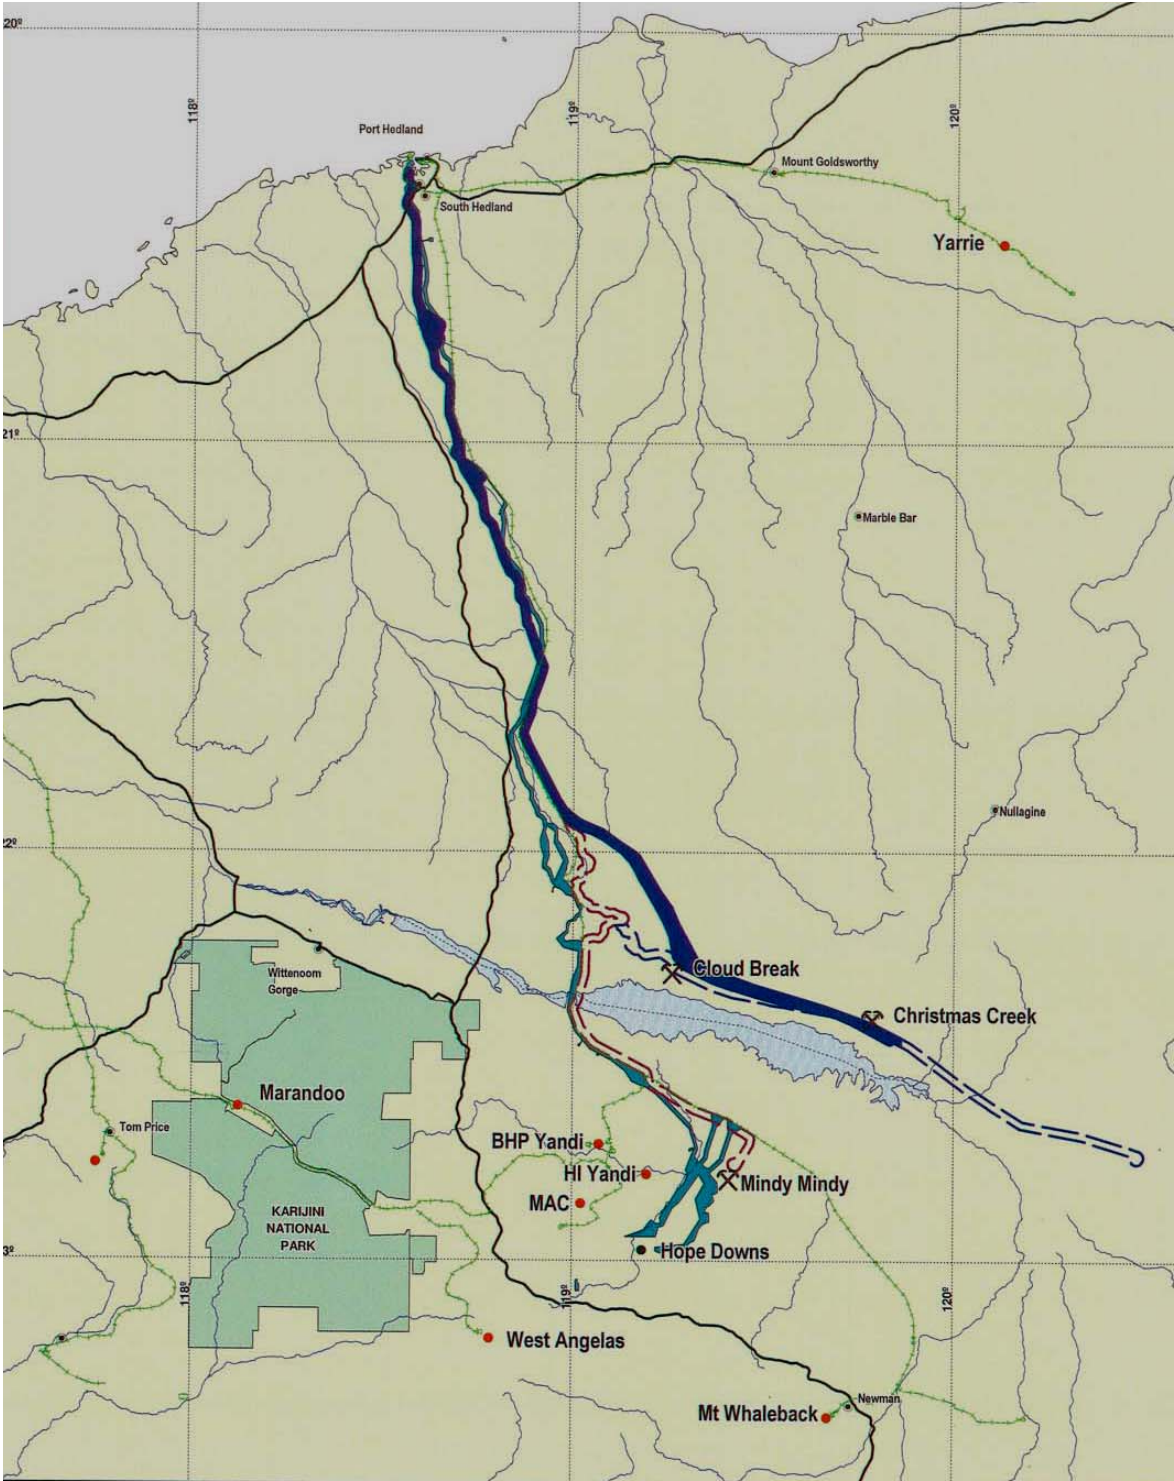 20º
118º
119º
120º
Port Hedland
Mount Goldsworthy
South Hedland
Yarrie
21º
Marble Bar
Nullagine
2º
Cloud Break
Wittenoom
Gorge
Christmas Creek
Marandoo
Tom Price
BHP Yandi
HI Yandi
Mindy Mindy
MAC
KARIJINI
NATIONAL
PARK
3º
Hope Downs
118º
119º
120º
West Angelas
Newman
Mt Whaleback